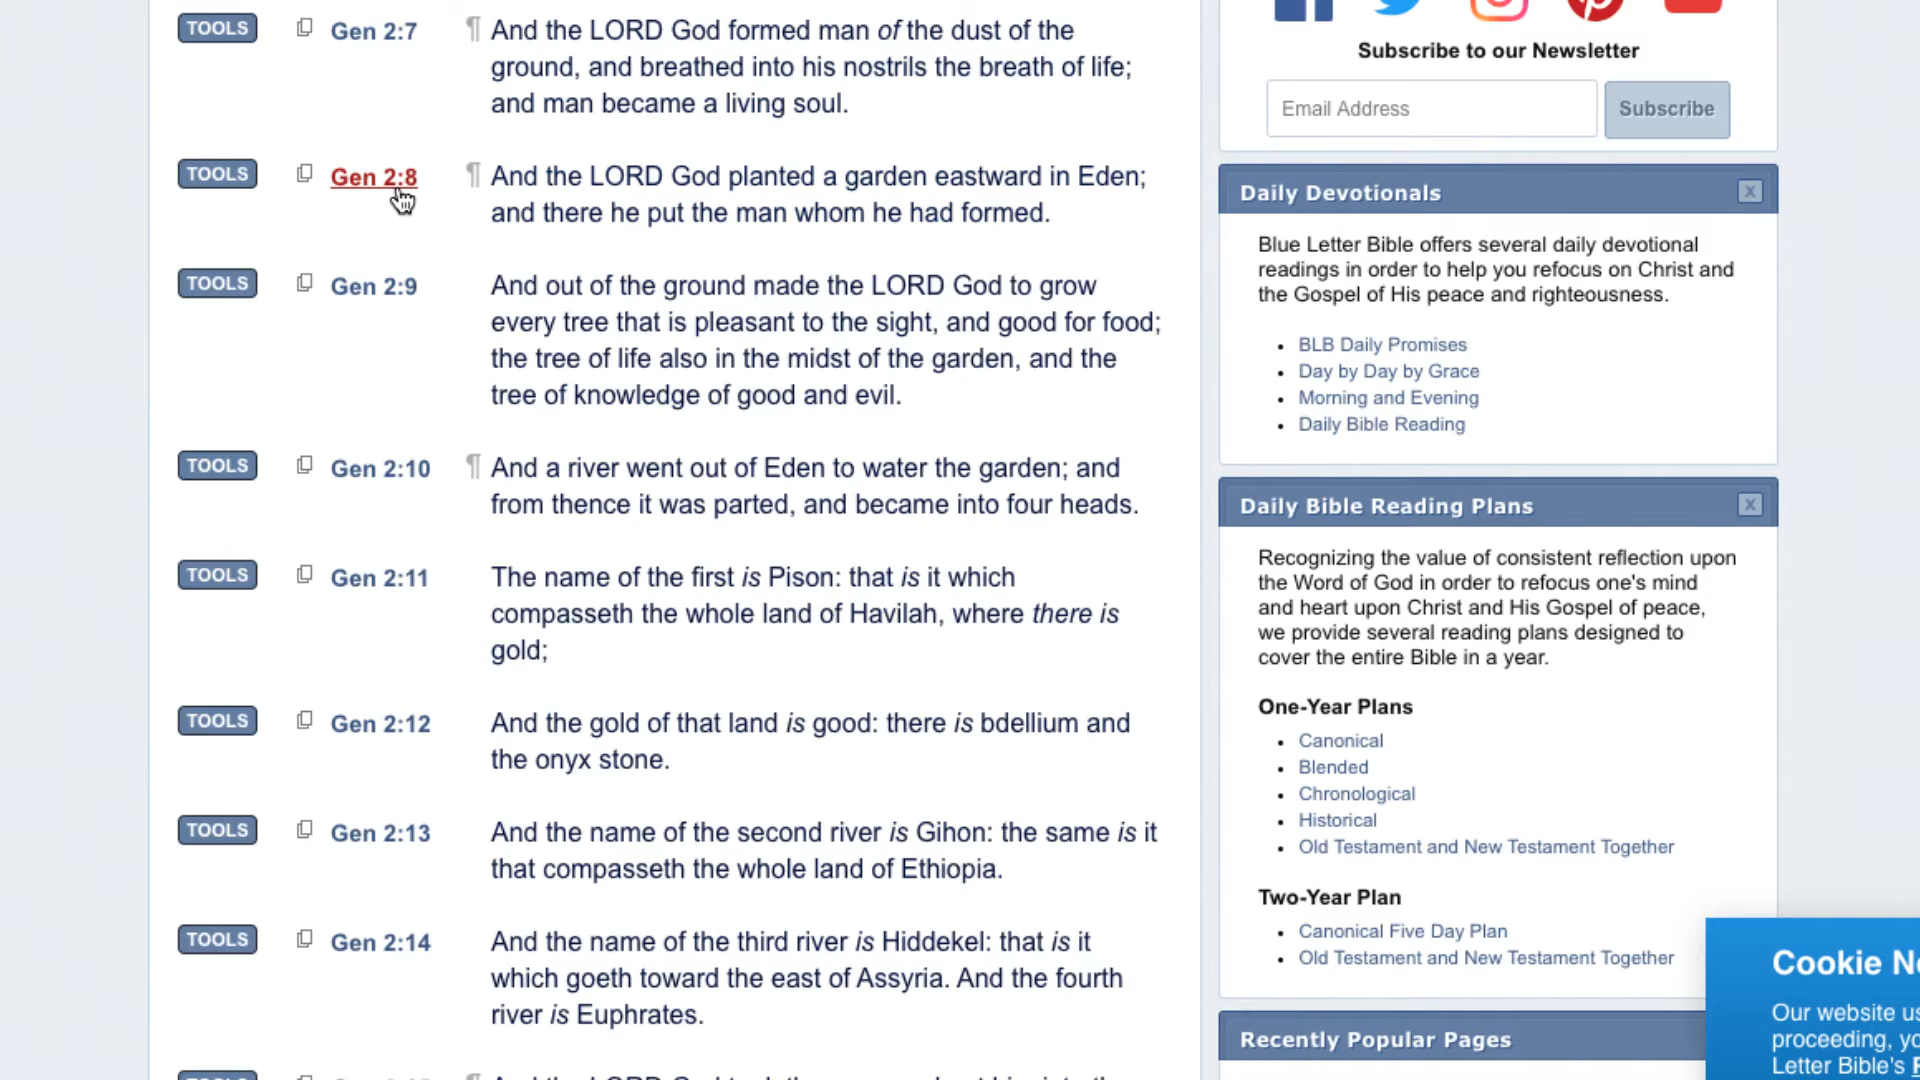 TOOLS Gen 2:7 ¶ And the LORD God formed man of the dust of the
ground, and breathed into his nostrils the breath of life;
and man became a living soul.
TOOLS Gen 2:8 ¶ And the LORD God planted a garden eastward in Eden;
and there he put the man whom he had formed.
TOOLS Gen 2:9 And out of the ground made the LORD God to grow
every tree that is pleasant to the sight, and good for food;
the tree of life also in the midst of the garden, and the
tree of knowledge of good and evil.
TOOLS Gen 2:10 ¶ And a river went out of Eden to water the garden; and
from thence it was parted, and became into four heads.
TOOLS Gen 2:11 The name of the first is Pison: that is it which
compasseth the whole land of Havilah, where there is
gold;
TOOLS Gen 2:12 And the gold of that land is good: there is bdellium and
the onyx stone.
TOOLS Gen 2:13 And the name of the second river is Gihon: the same is it
that compasseth the whole land of Ethiopia.
TOOLS Gen 2:14 And the name of the third river is Hiddekel: that is it
which goeth toward the east of Assyria. And the fourth
river is Euphrates.
Subscribe to our Newsletter
Email Address Subscribe
Daily Devotionals x
Blue Letter Bible offers several daily devotional
readings in order to help you refocus on Christ and
the Gospel of His peace and righteousness.
• BLB Daily Promises
• Day by Day by Grace
• Morning and Evening
• Daily Bible Reading
Daily Bible Reading Plans x
Recognizing the value of consistent reflection upon
the Word of God in order to refocus one's mind
and heart upon Christ and His Gospel of peace,
we provide several reading plans designed to
cover the entire Bible in a year.
One-Year Plans
• Canonical
• Blended
• Chronological
• Historical
• Old Testament and New Testament Together
Two-Year Plan
• Canonical Five Day Plan
• Old Testament and New Testament Together
Recently Popular Pages
Cookie
Our website
proceeding,
Letter Bible's